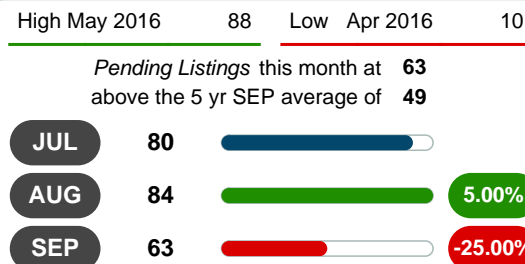 High May 2016 88 Low Apr 2016 10
Pending Listings this month at 63
above the 5 yr SEP average of 49
JUL 80
AUG 84 5.00%
SEP 63 -25.00%